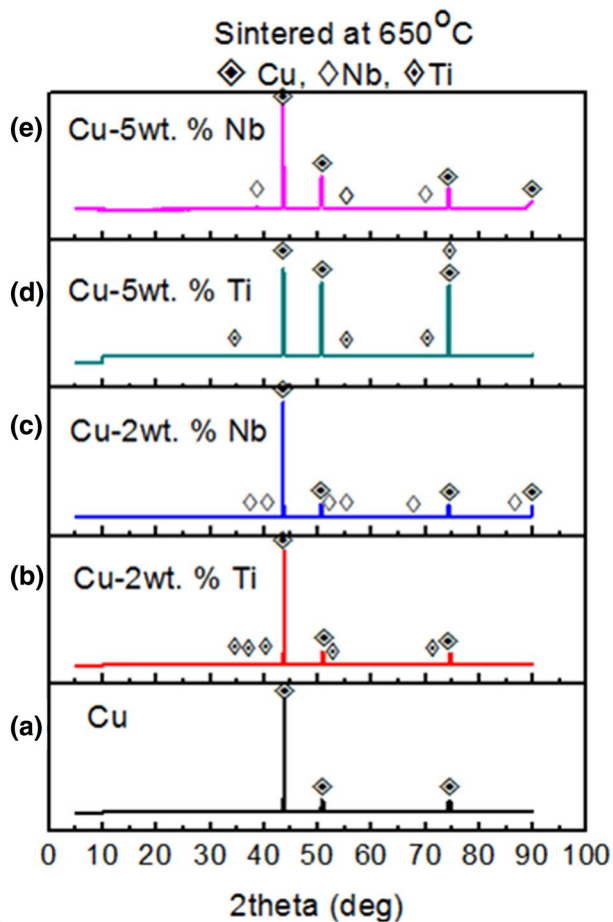 Sintered at 650°C
Cu, Nb, Ti
(e) Cu-5wt. % Nb
(d) Cu-5wt. % Ti
(c) Cu-2wt. % Nb
(b) Cu-2wt. % Ti
(a) Cu
0 10 20 30 40 50 60 70 80 90 100
2theta (deg)